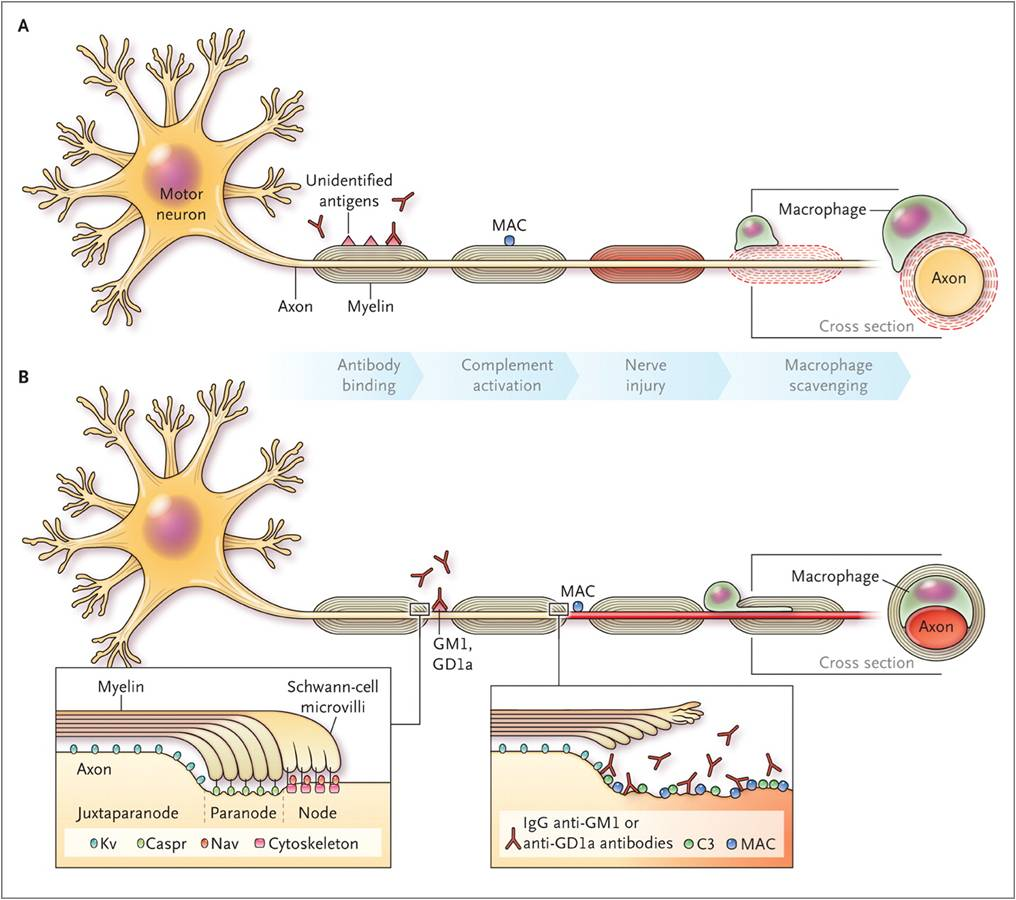 A
Motor
neuron
Unidentified
antigens
MAC
Macrophage
Axon
Axon
Myelin
Cross section
Antibody
binding
Complement
activation
Nerve
injury
Macrophage
scavenging
B
MAC
Macrophage
Axon
GM1,
GD1a
Cross section
Myelin
Schwann-cell
microvilli
Axon
Juxtaparanode
Paranode
Node
Kv
Caspr
Nav
Cytoskeleton
IgG anti-GM1 or
anti-GD1a antibodies
C3
MAC